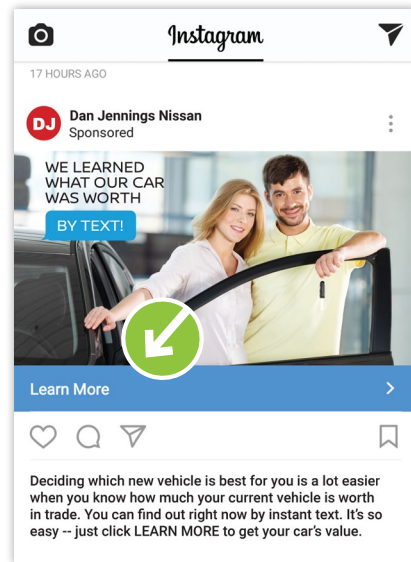 Instagram
17 HOURS AGO
DJ
Dan Jennings Nissan
Sponsored
WE LEARNED
WHAT OUR CAR
WAS WORTH
BY TEXT!
Learn More
Deciding which new vehicle is best for you is a lot easier
when you know how much your current vehicle is worth
in trade. You can find out right now by instant text. It's so
easy -- just click LEARN MORE to get your car's value.